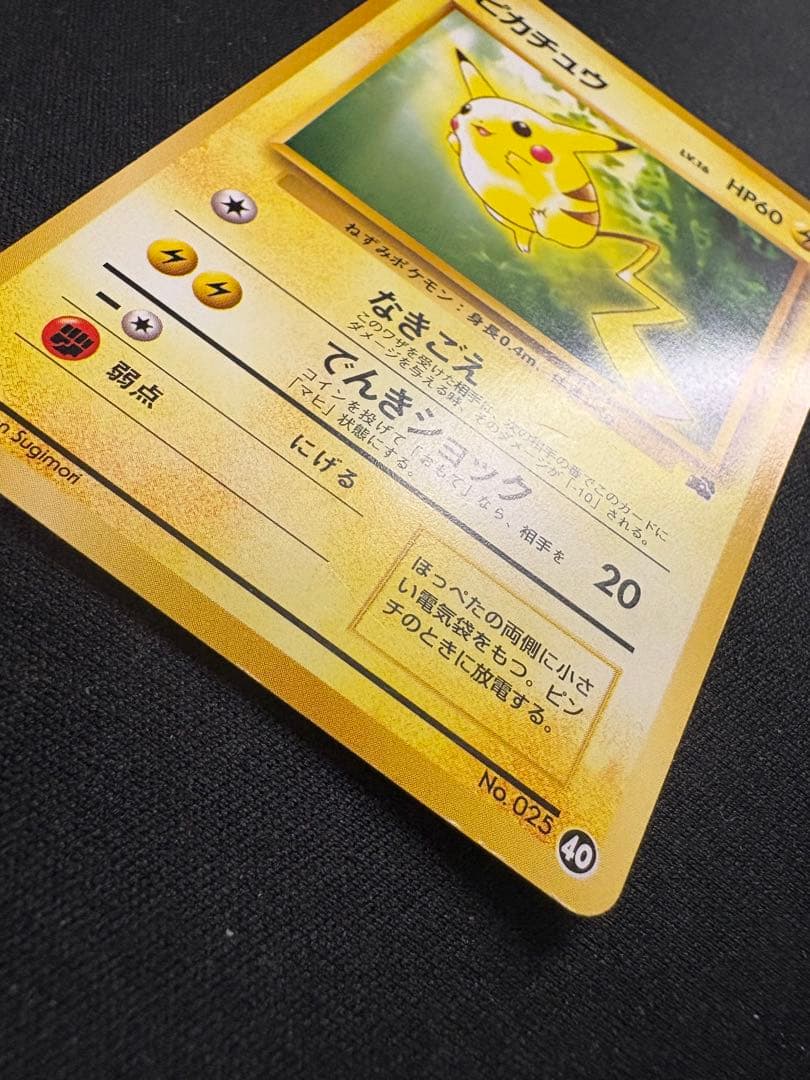 ピカチュウ
LV.16 HP60
ねずみポケモン：身長0.4m、
なきごえ
このワザを受けた相手は、次の相手の番でこのカードに
ダメージを与える時、そのダメージが「-10」される。
でんきショック
20
コインを投げて「おもて」なら、相手を
「マヒ」状態にする。
弱点
にげる
ほっぺたの両側に小さ
い電気袋をもつ。ピン
チのときに放電する。
Sugimori
No. 025
40